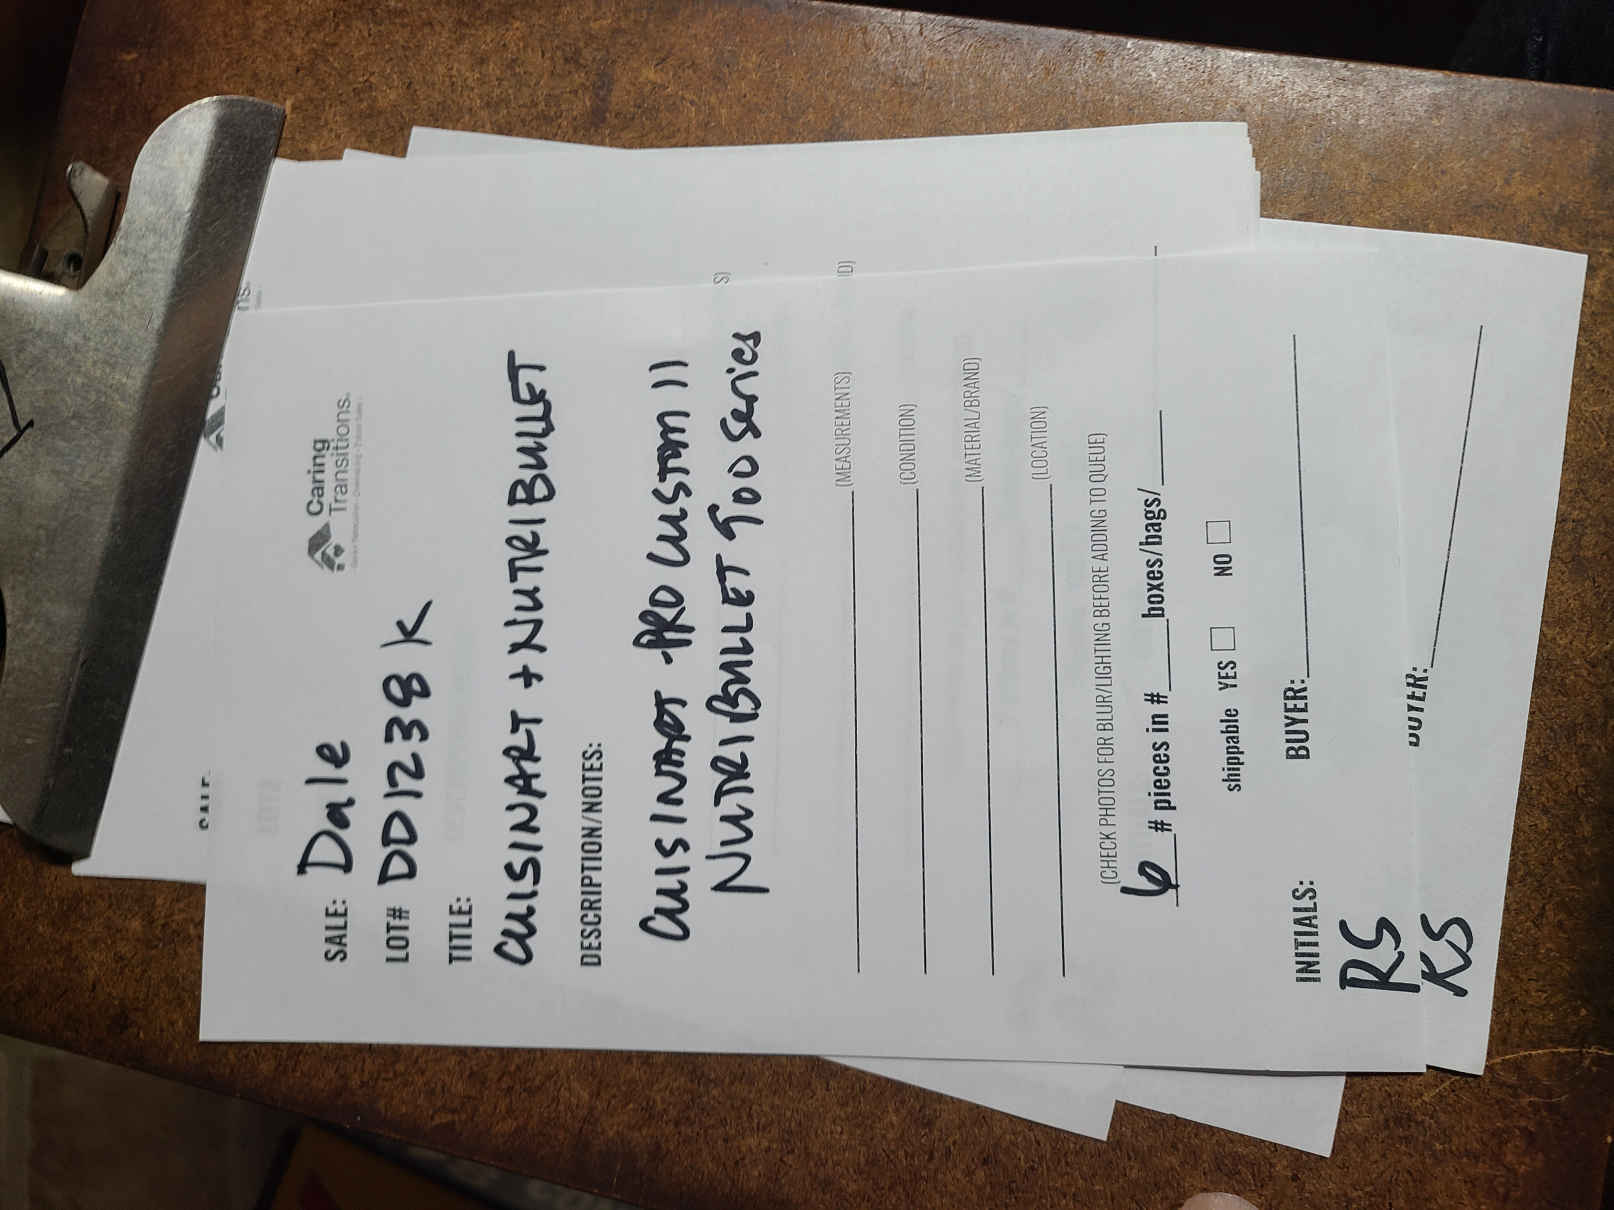 Caring
Transitions.
SALE: Dale
LOT# DD1238 K
TITLE:
CUISINART + NUTRIBULLET
DESCRIPTION/NOTES:
CUISINART - PRO CUSTOM 11
NUTRIBULLET 900 Series
(MEASUREMENTS)
(CONDITION)
(MATERIAL/BRAND)
(LOCATION)
(CHECK PHOTOS FOR BLUR/LIGHTING BEFORE ADDING TO QUEUE)
6 # pieces in # boxes/bags/
shippable YES NO
INITIALS: BUYER:
RS
KS
BUYER: